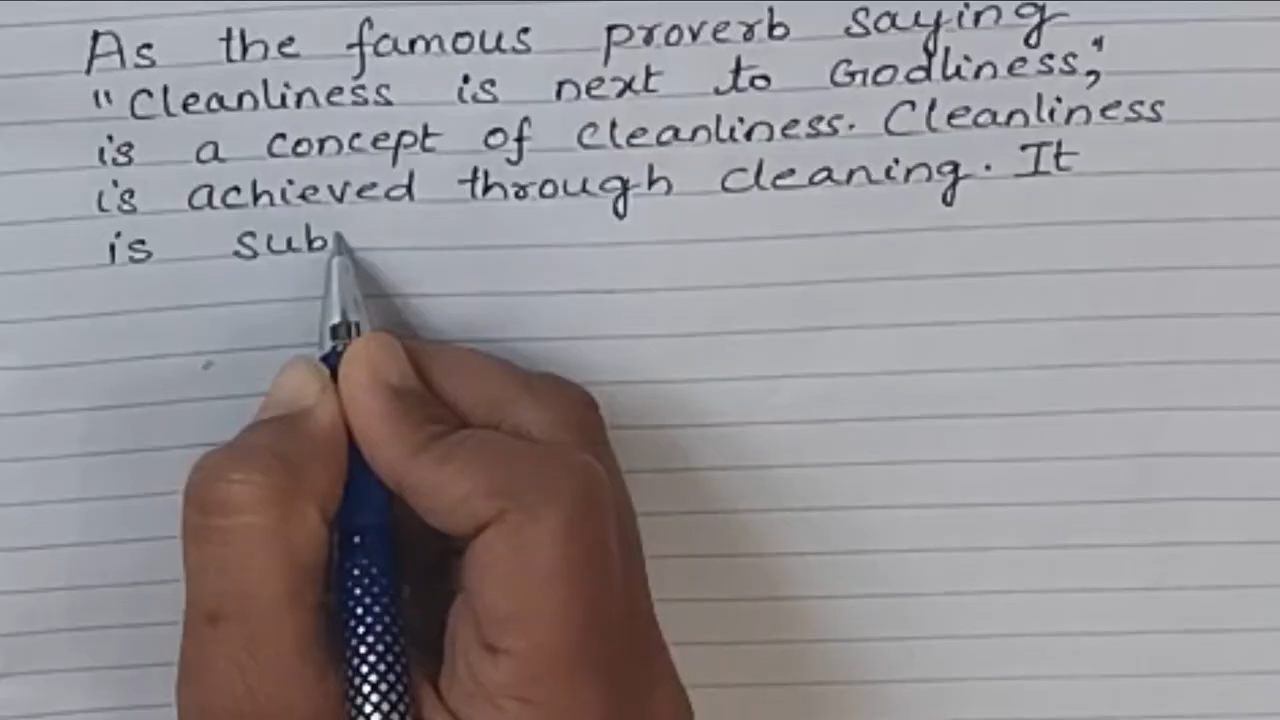 As the famous proverb saying
"Cleanliness is next to Godliness,"
is a concept of cleanliness. Cleanliness
is achieved through cleaning. It
is sub